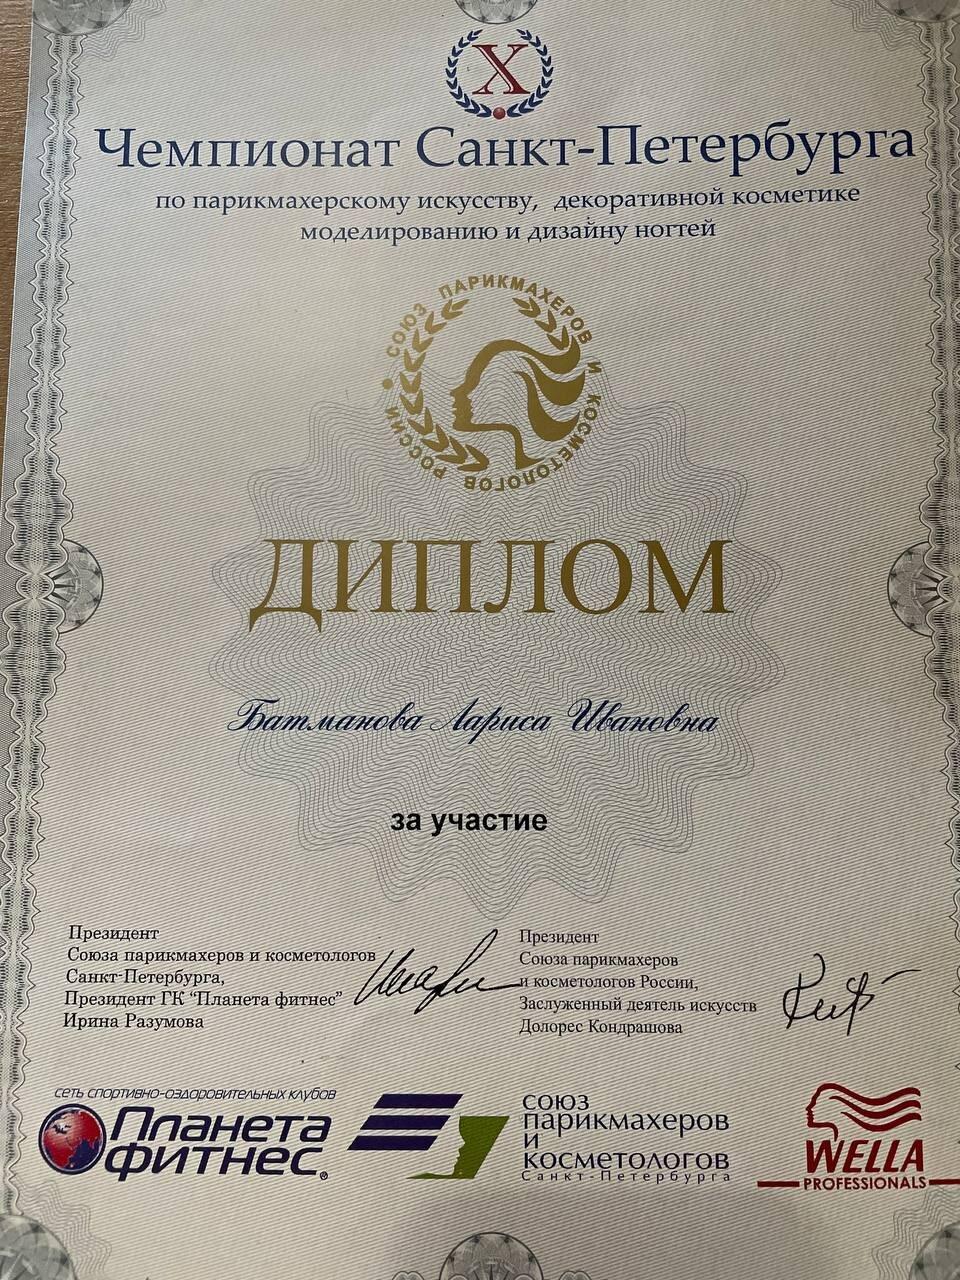 X
Чемпионат Санкт-Петербурга
по парикмахерскому искусству, декоративной косметике
моделированию и дизайну ногтей
СОЮЗ ПАРИКМАХЕРОВ И КОСМЕТОЛОГОВ РОССИИ
ДИПЛОМ
Батманова Лариса Ивановна
за участие
Президент
Союза парикмахеров и косметологов
Санкт-Петербурга,
Президент ГК "Планета фитнес"
Ирина Разумова
Президент
Союза парикмахеров
и косметологов России,
Заслуженный деятель искусств
Долорес Кондрашова
сеть спортивно-оздоровительных клубов
Планета
фитнес®
союз
парикмахеров
и
косметологов
Санкт-Петербурга
WELLA
PROFESSIONALS